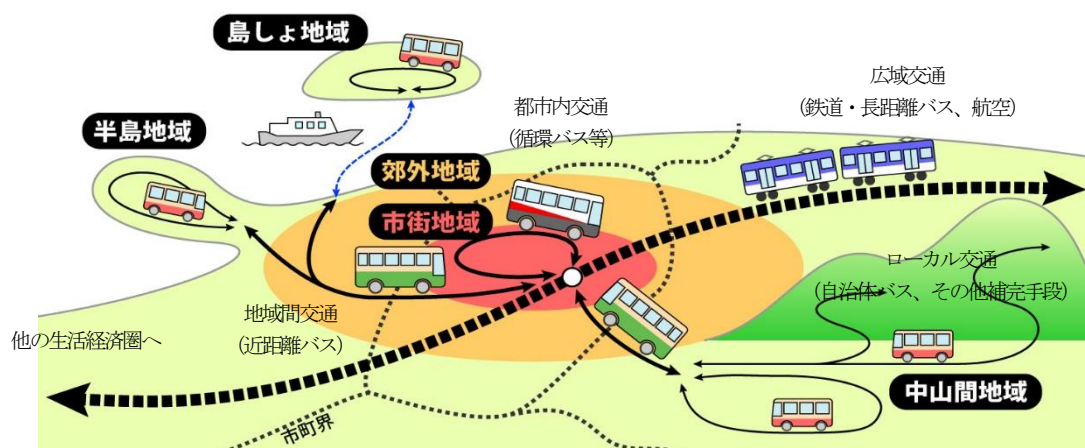 島しょ地域
半島地域
都市内交通
(循環バス等)
広域交通
(鉄道・長距離バス、航空)
郊外地域
市街地域
ローカル交通
(自治体バス、その他補完手段)
地域間交通
(近距離バス)
他の生活経済圏へ
中山間地域
市町界